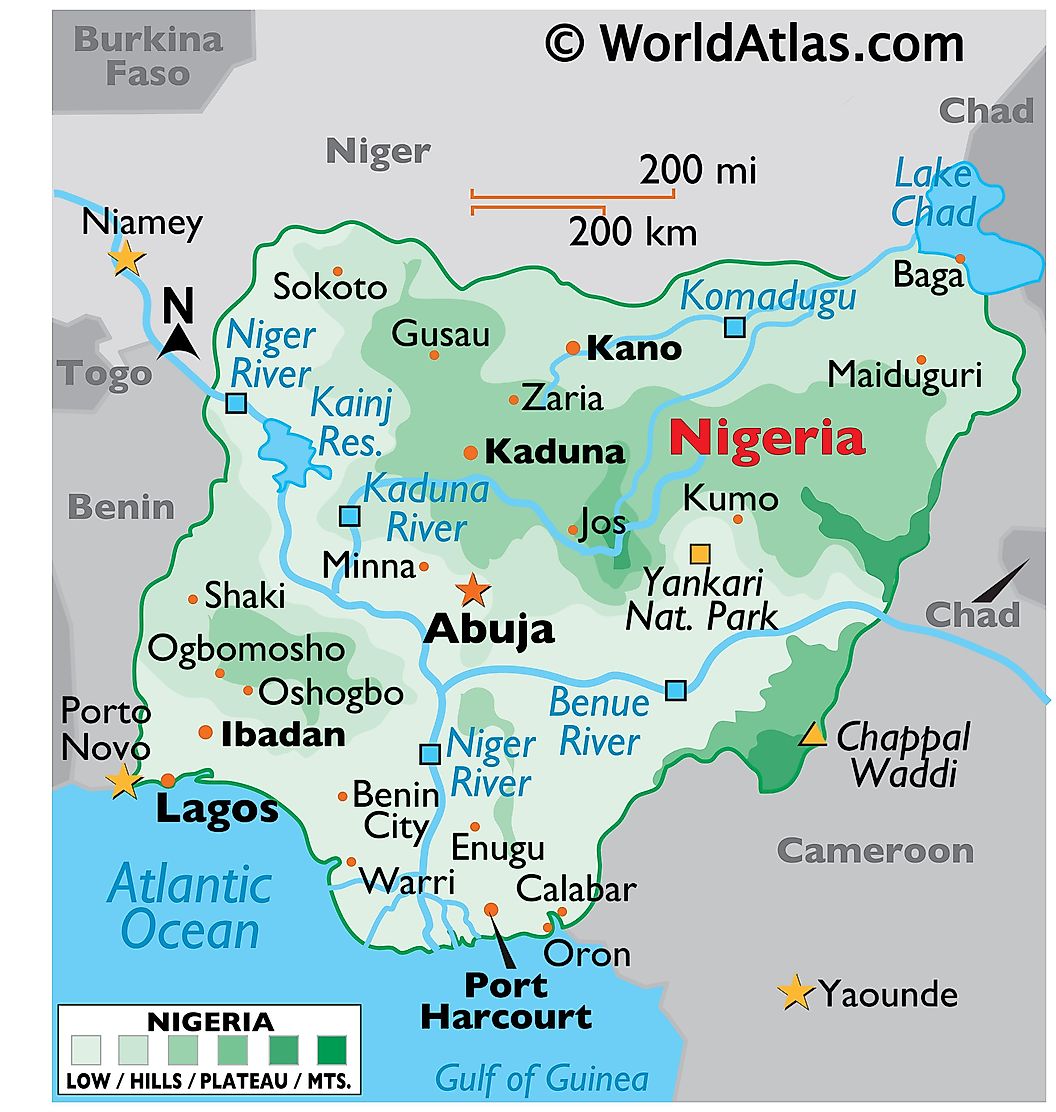 Burkina
Faso
© WorldAtlas.com
Chad
Niger
200 mi
200 km
Lake
Chad
Niamey
Sokoto
Baga
Komadugu
N
Niger
River
Gusau
Kano
Togo
Maiduguri
Kainj
Res.
Zaria
Nigeria
Kaduna
Benin
Kaduna
River
Kumo
Jos
Minna
Yankari
Nat. Park
Shaki
Abuja
Chad
Ogbomosho
Oshogbo
Benue
River
Porto
Novo
Ibadan
Niger
River
Chappal
Waddi
Lagos
Benin
City
Enugu
Cameroon
Atlantic
Ocean
Warri
Calabar
Oron
Port
Harcourt
Yaounde
NIGERIA
LOW / HILLS / PLATEAU / MTS.
Gulf of Guinea